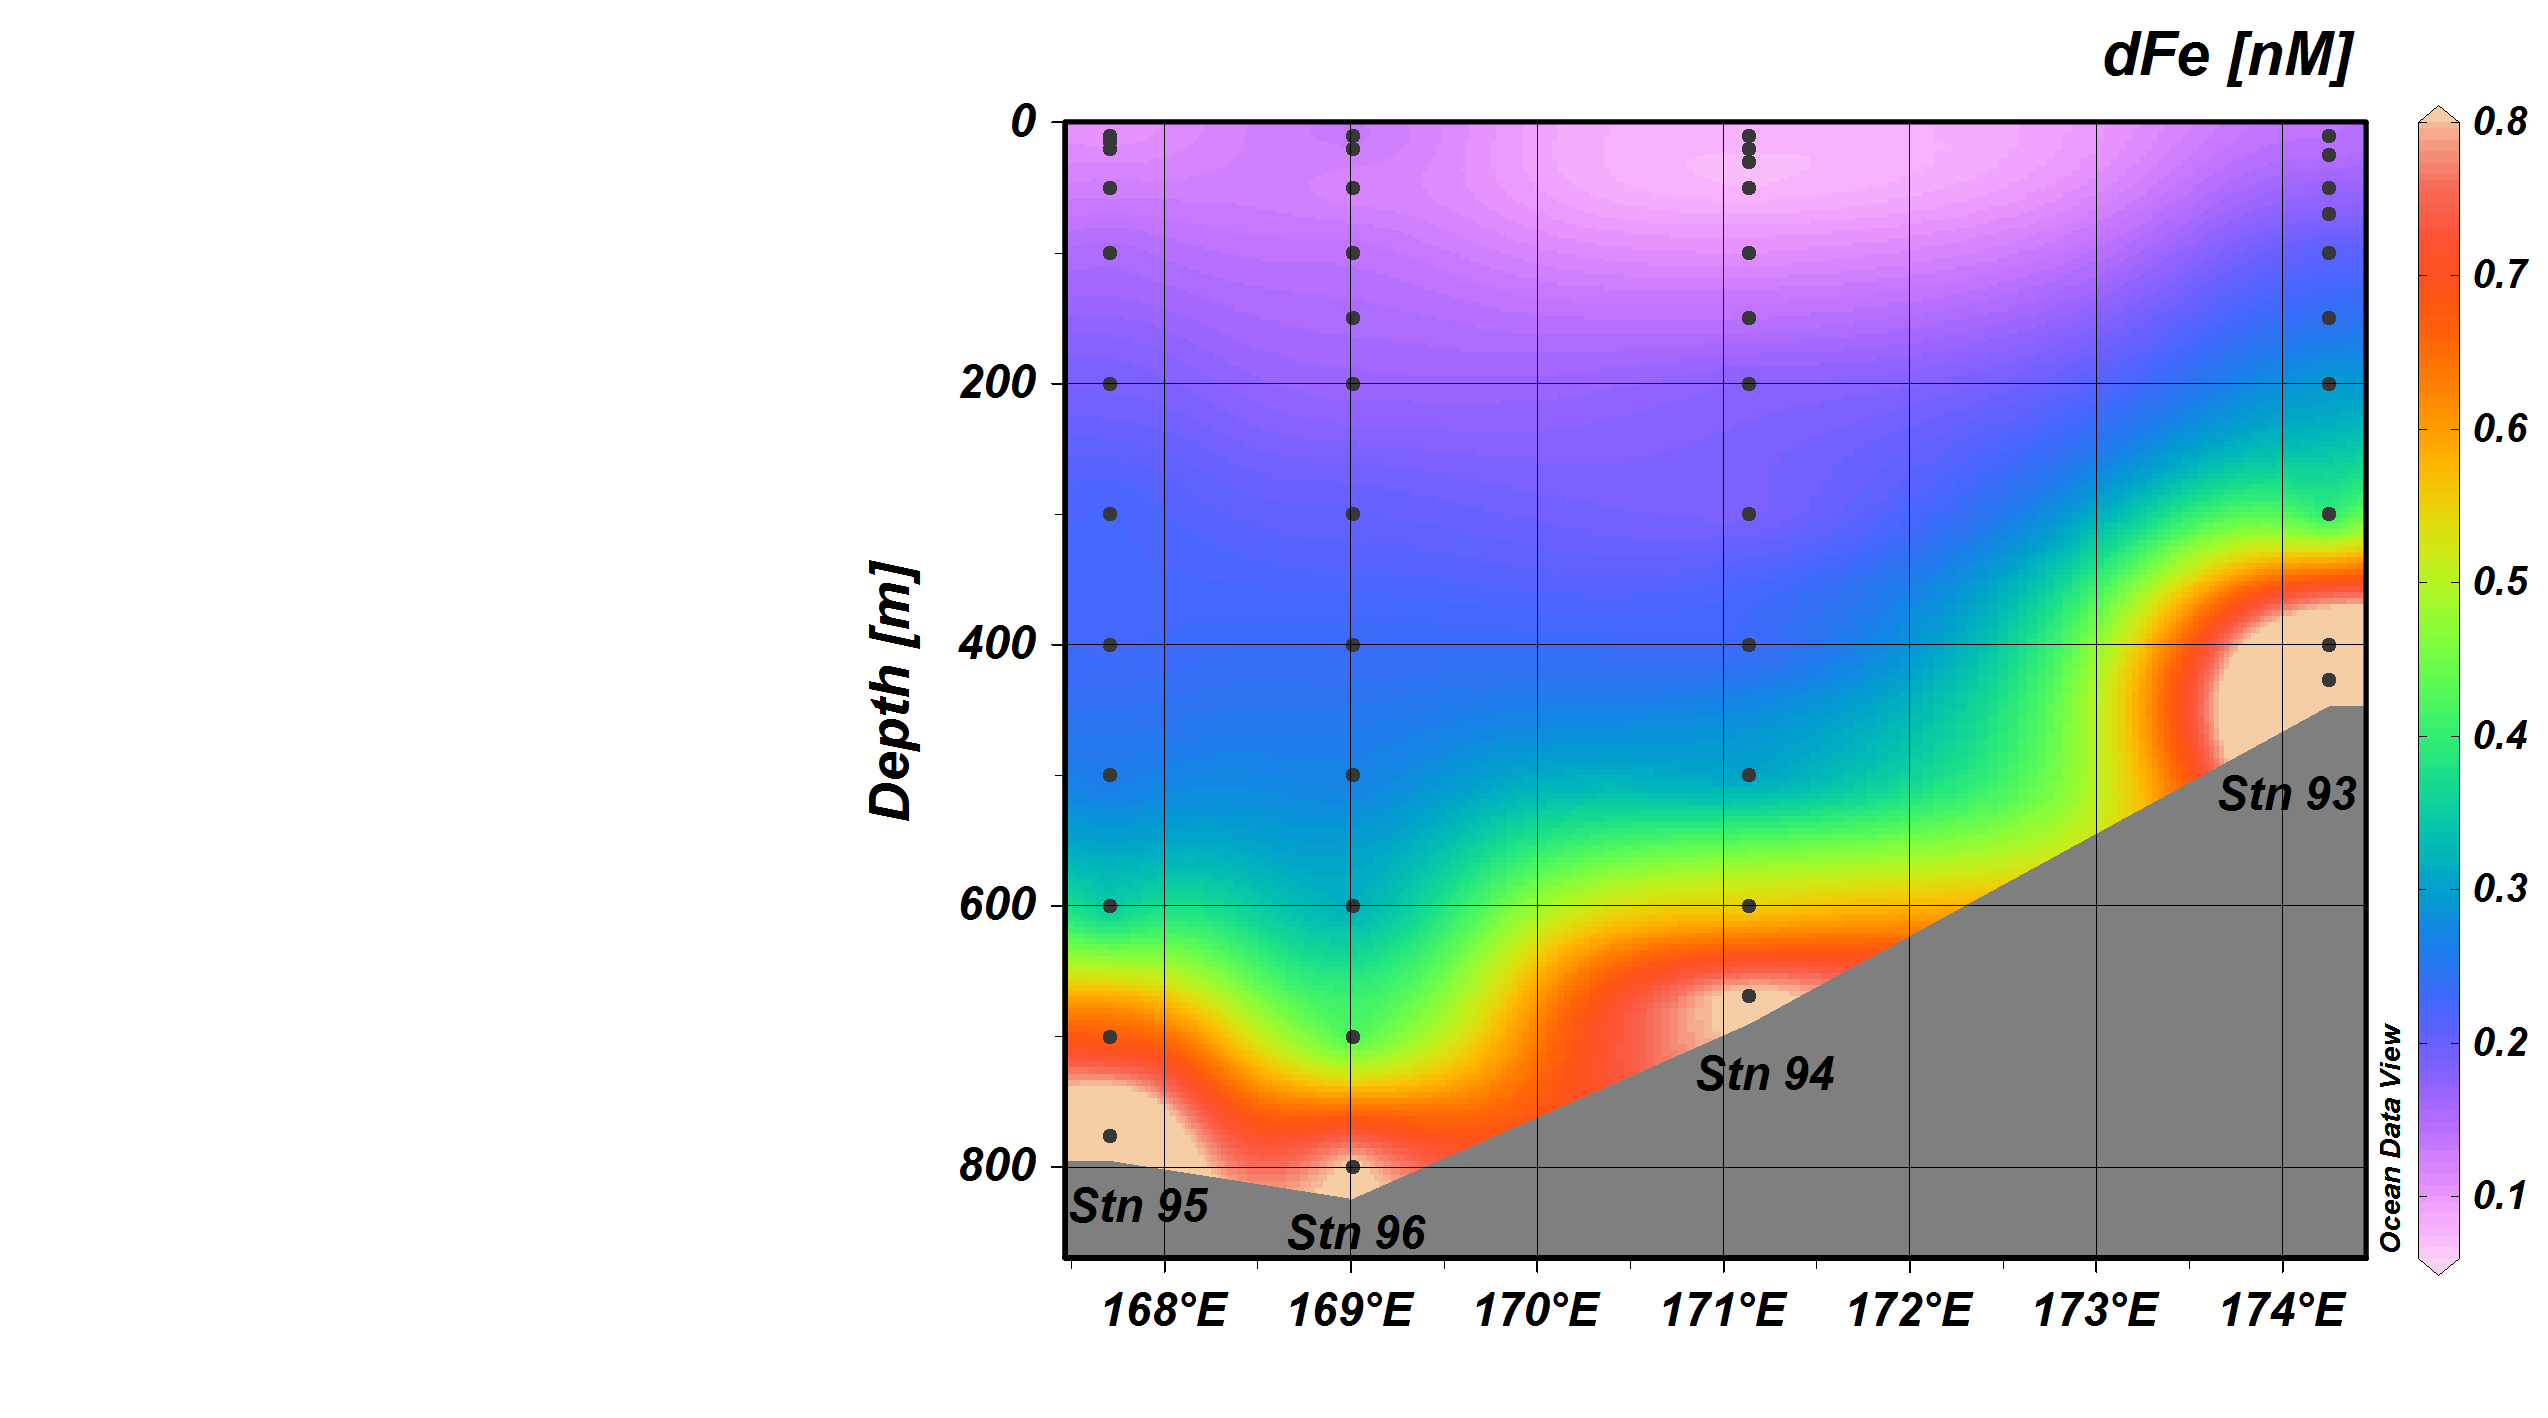 dFe [nM]
0
200
400
600
800
Depth [m]
0.8
0.7
0.6
0.5
0.4
0.3
0.2
0.1
Stn 93
Stn 94
Stn 95
Stn 96
Ocean Data View
168°E 169°E 170°E 171°E 172°E 173°E 174°E